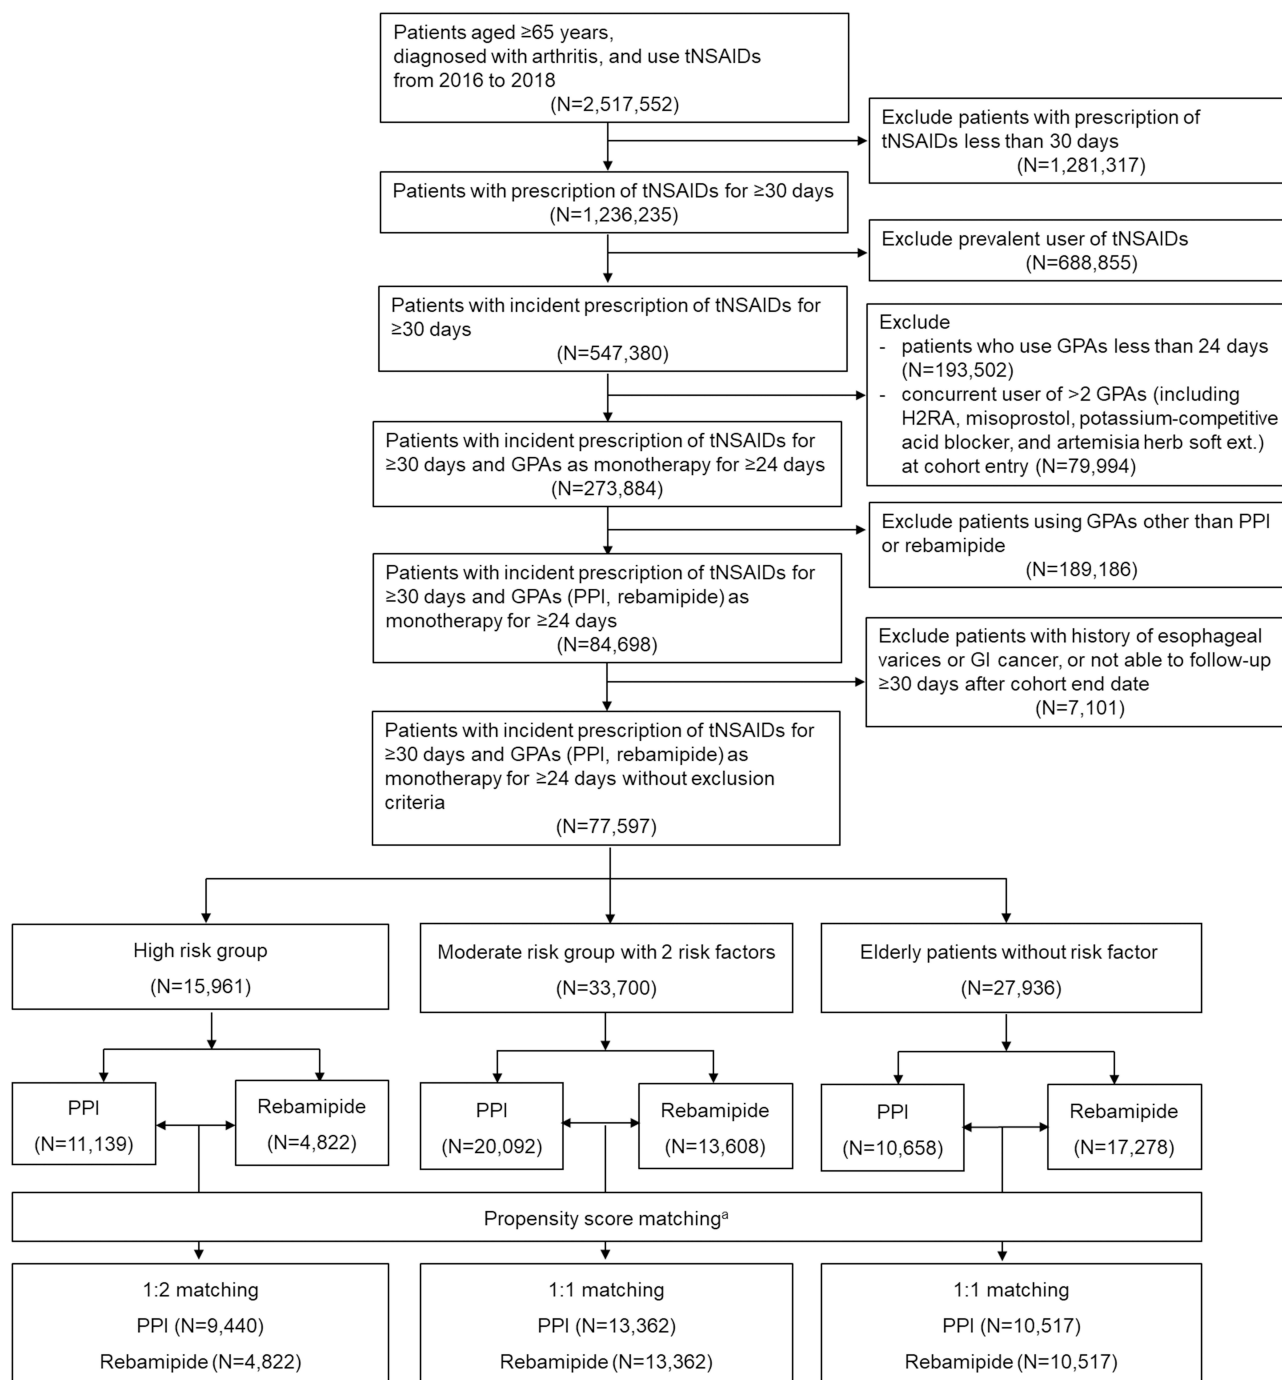 Patients aged ≥65 years,
diagnosed with arthritis, and use tNSAIDs
from 2016 to 2018
(N=2,517,552)
Exclude patients with prescription of
tNSAIDs less than 30 days
(N=1,281,317)
Patients with prescription of tNSAIDs for ≥30 days
(N=1,236,235)
Exclude prevalent user of tNSAIDs
(N=688,855)
Patients with incident prescription of tNSAIDs for
≥30 days
(N=547,380)
Exclude
- patients who use GPAs less than 24 days
(N=193,502)
- concurrent user of >2 GPAs (including
H2RA, misoprostol, potassium-competitive
acid blocker, and artemisia herb soft ext.)
at cohort entry (N=79,994)
Patients with incident prescription of tNSAIDs for
≥30 days and GPAs as monotherapy for ≥24 days
(N=273,884)
Exclude patients using GPAs other than PPI
or rebamipide
(N=189,186)
Patients with incident prescription of tNSAIDs for
≥30 days and GPAs (PPI, rebamipide) as
monotherapy for ≥24 days
(N=84,698)
Exclude patients with history of esophageal
varices or GI cancer, or not able to follow-up
≥30 days after cohort end date
(N=7,101)
Patients with incident prescription of tNSAIDs for
≥30 days and GPAs (PPI, rebamipide) as
monotherapy for ≥24 days without exclusion
criteria
(N=77,597)
High risk group
(N=15,961)
Moderate risk group with 2 risk factors
(N=33,700)
Elderly patients without risk factor
(N=27,936)
PPI
(N=11,139)
Rebamipide
(N=4,822)
PPI
(N=20,092)
Rebamipide
(N=13,608)
PPI
(N=10,658)
Rebamipide
(N=17,278)
Propensity score matchingᵃ
1:2 matching
PPI (N=9,440)
Rebamipide (N=4,822)
1:1 matching
PPI (N=13,362)
Rebamipide (N=13,362)
1:1 matching
PPI (N=10,517)
Rebamipide (N=10,517)